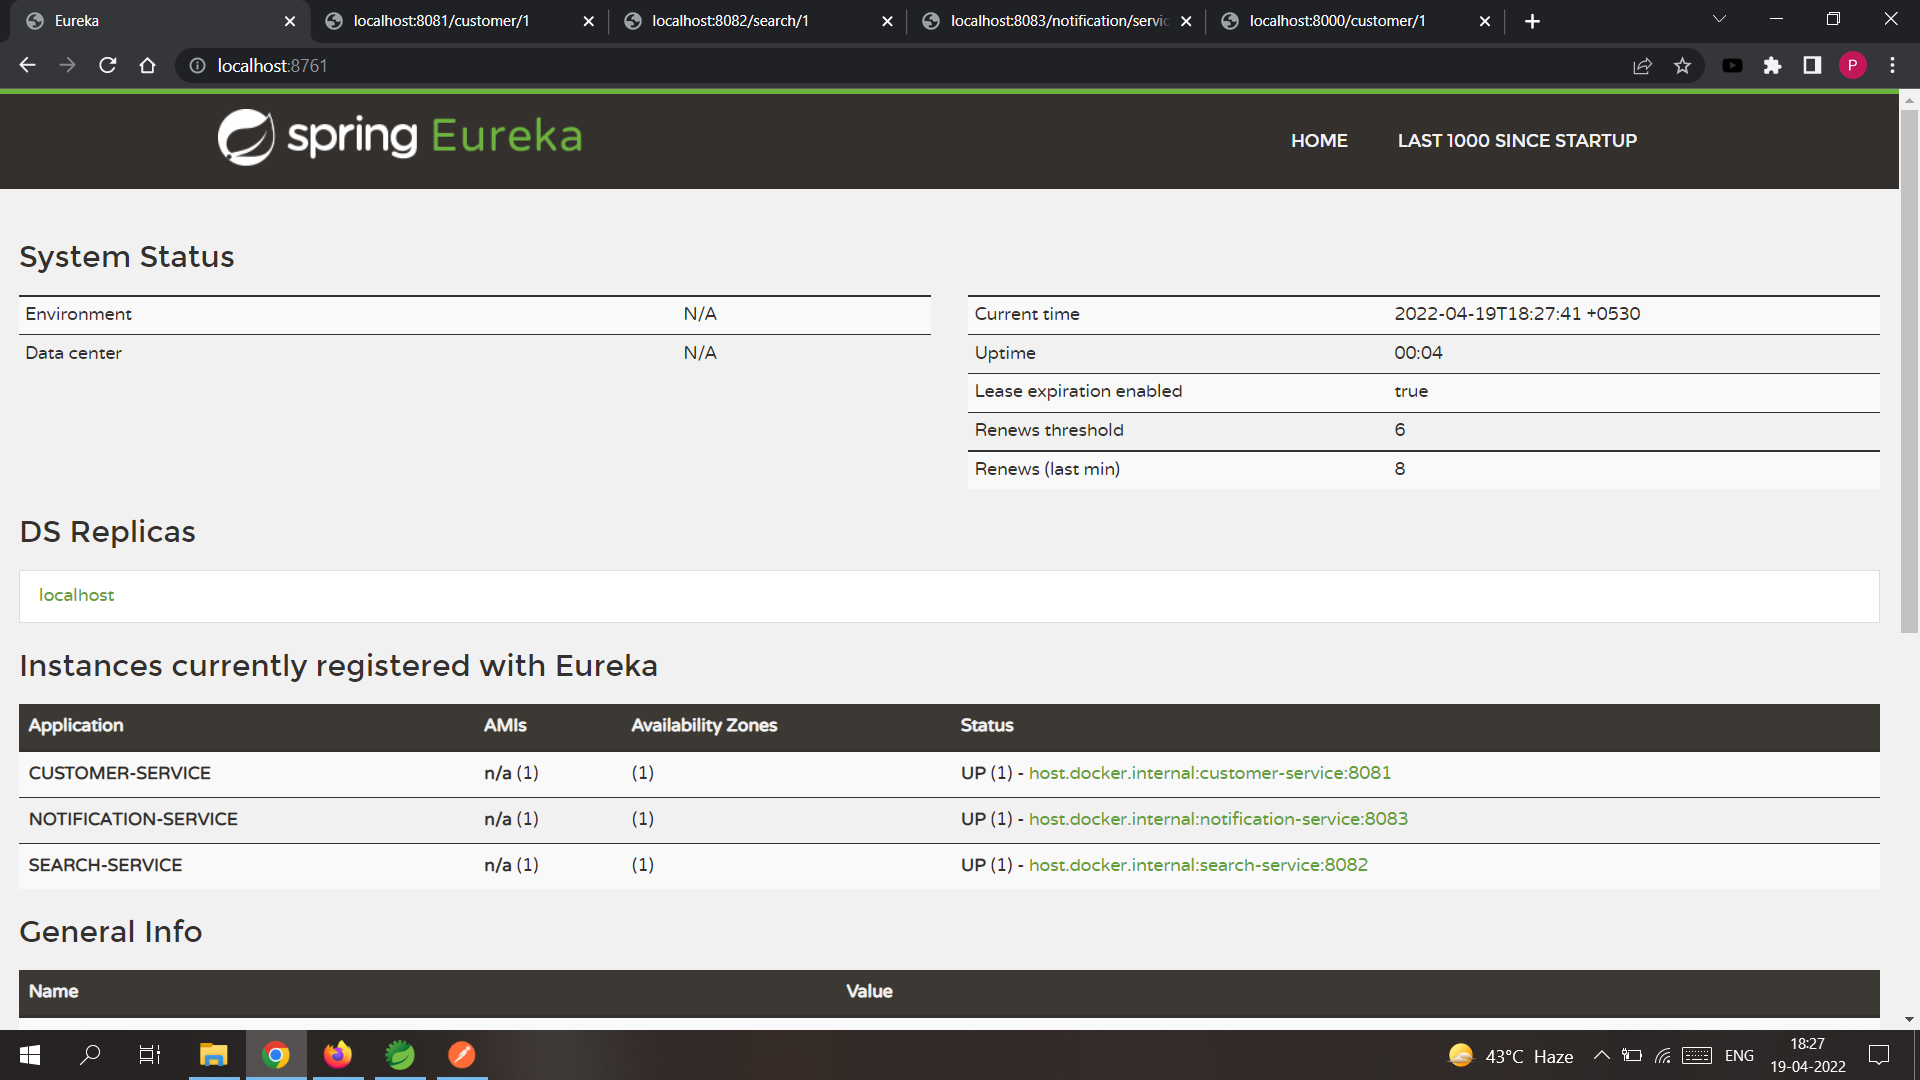 Eureka
localhost:8081/customer/1
localhost:8082/search/1
localhost:8083/notification/servic
localhost:8000/customer/1
localhost:8761
P
spring Eureka
HOME
LAST 1000 SINCE STARTUP
System Status
Environment N/A
Data center N/A
Current time 2022-04-19T18:27:41 +0530
Uptime 00:04
Lease expiration enabled true
Renews threshold 6
Renews (last min) 8
DS Replicas
localhost
Instances currently registered with Eureka
Application AMIs Availability Zones Status
CUSTOMER-SERVICE n/a (1) (1) UP (1) - host.docker.internal:customer-service:8081
NOTIFICATION-SERVICE n/a (1) (1) UP (1) - host.docker.internal:notification-service:8083
SEARCH-SERVICE n/a (1) (1) UP (1) - host.docker.internal:search-service:8082
General Info
Name Value
43°C Haze
ENG
18:27
19-04-2022